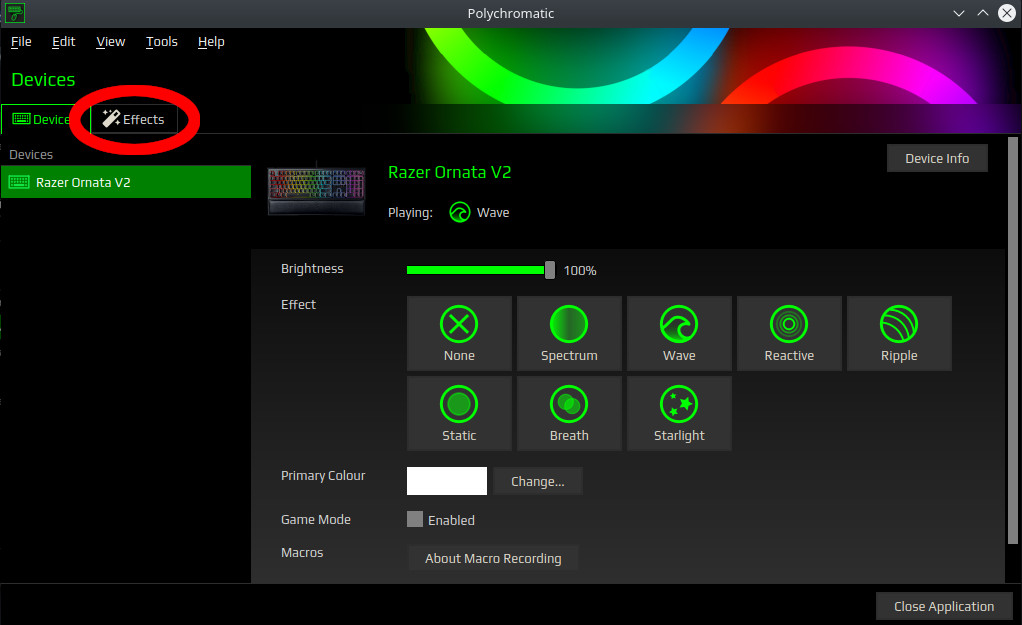 Polychromatic
File Edit View Tools Help
Devices
Device Effects
Devices
Device Info
Razer Ornata V2
Razer Ornata V2
Playing: Wave
Brightness 100%
Effect
None Spectrum Wave Reactive Ripple
Static Breath Starlight
Primary Colour Change...
Game Mode Enabled
Macros About Macro Recording
Close Application